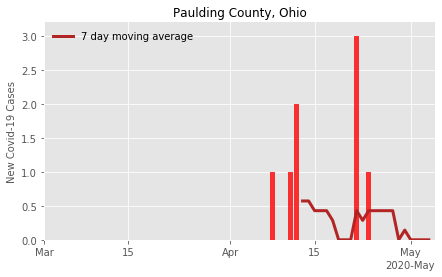 Paulding County, Ohio
7 day moving average
New Covid-19 Cases
3.0
2.5
2.0
1.5
1.0
0.5
0.0
Mar
15
Apr
15
May
2020-May